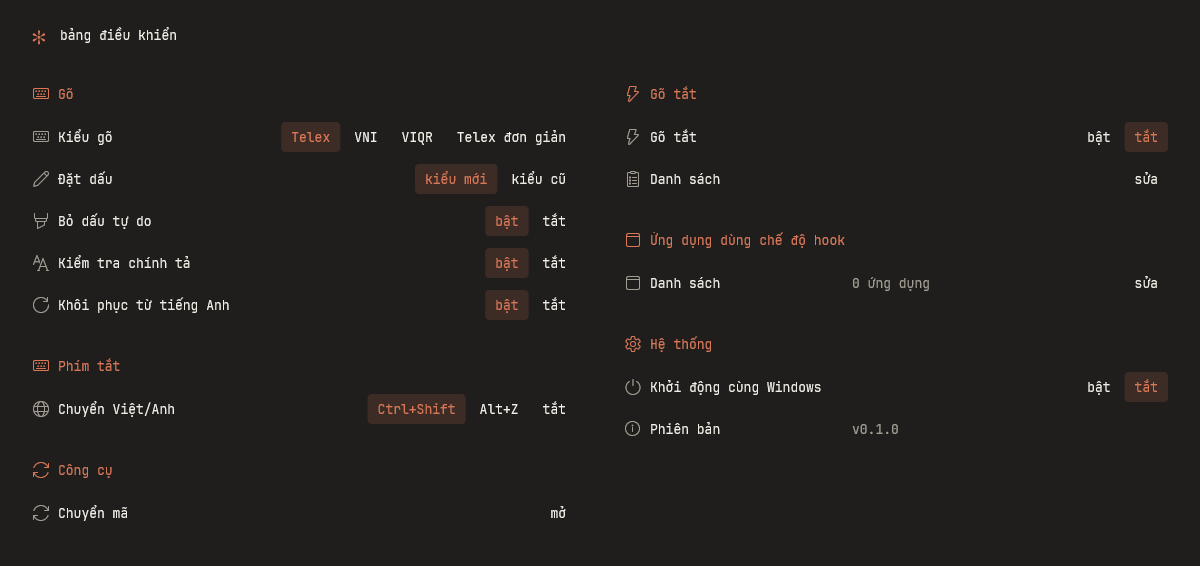 bảng điều khiển
Gõ
Kiểu gõ Telex VNI VIQR Telex đơn giản
Đặt dấu kiểu mới kiểu cũ
Bỏ dấu tự do bật tắt
Kiểm tra chính tả bật tắt
Khôi phục từ tiếng Anh bật tắt
Phím tắt
Chuyển Việt/Anh Ctrl+Shift Alt+Z tắt
Công cụ
Chuyển mã mở
Gõ tắt
Gõ tắt bật tắt
Danh sách sửa
Ứng dụng dùng chế độ hook
Danh sách 0 ứng dụng sửa
Hệ thống
Khởi động cùng Windows bật tắt
Phiên bản v0.1.0